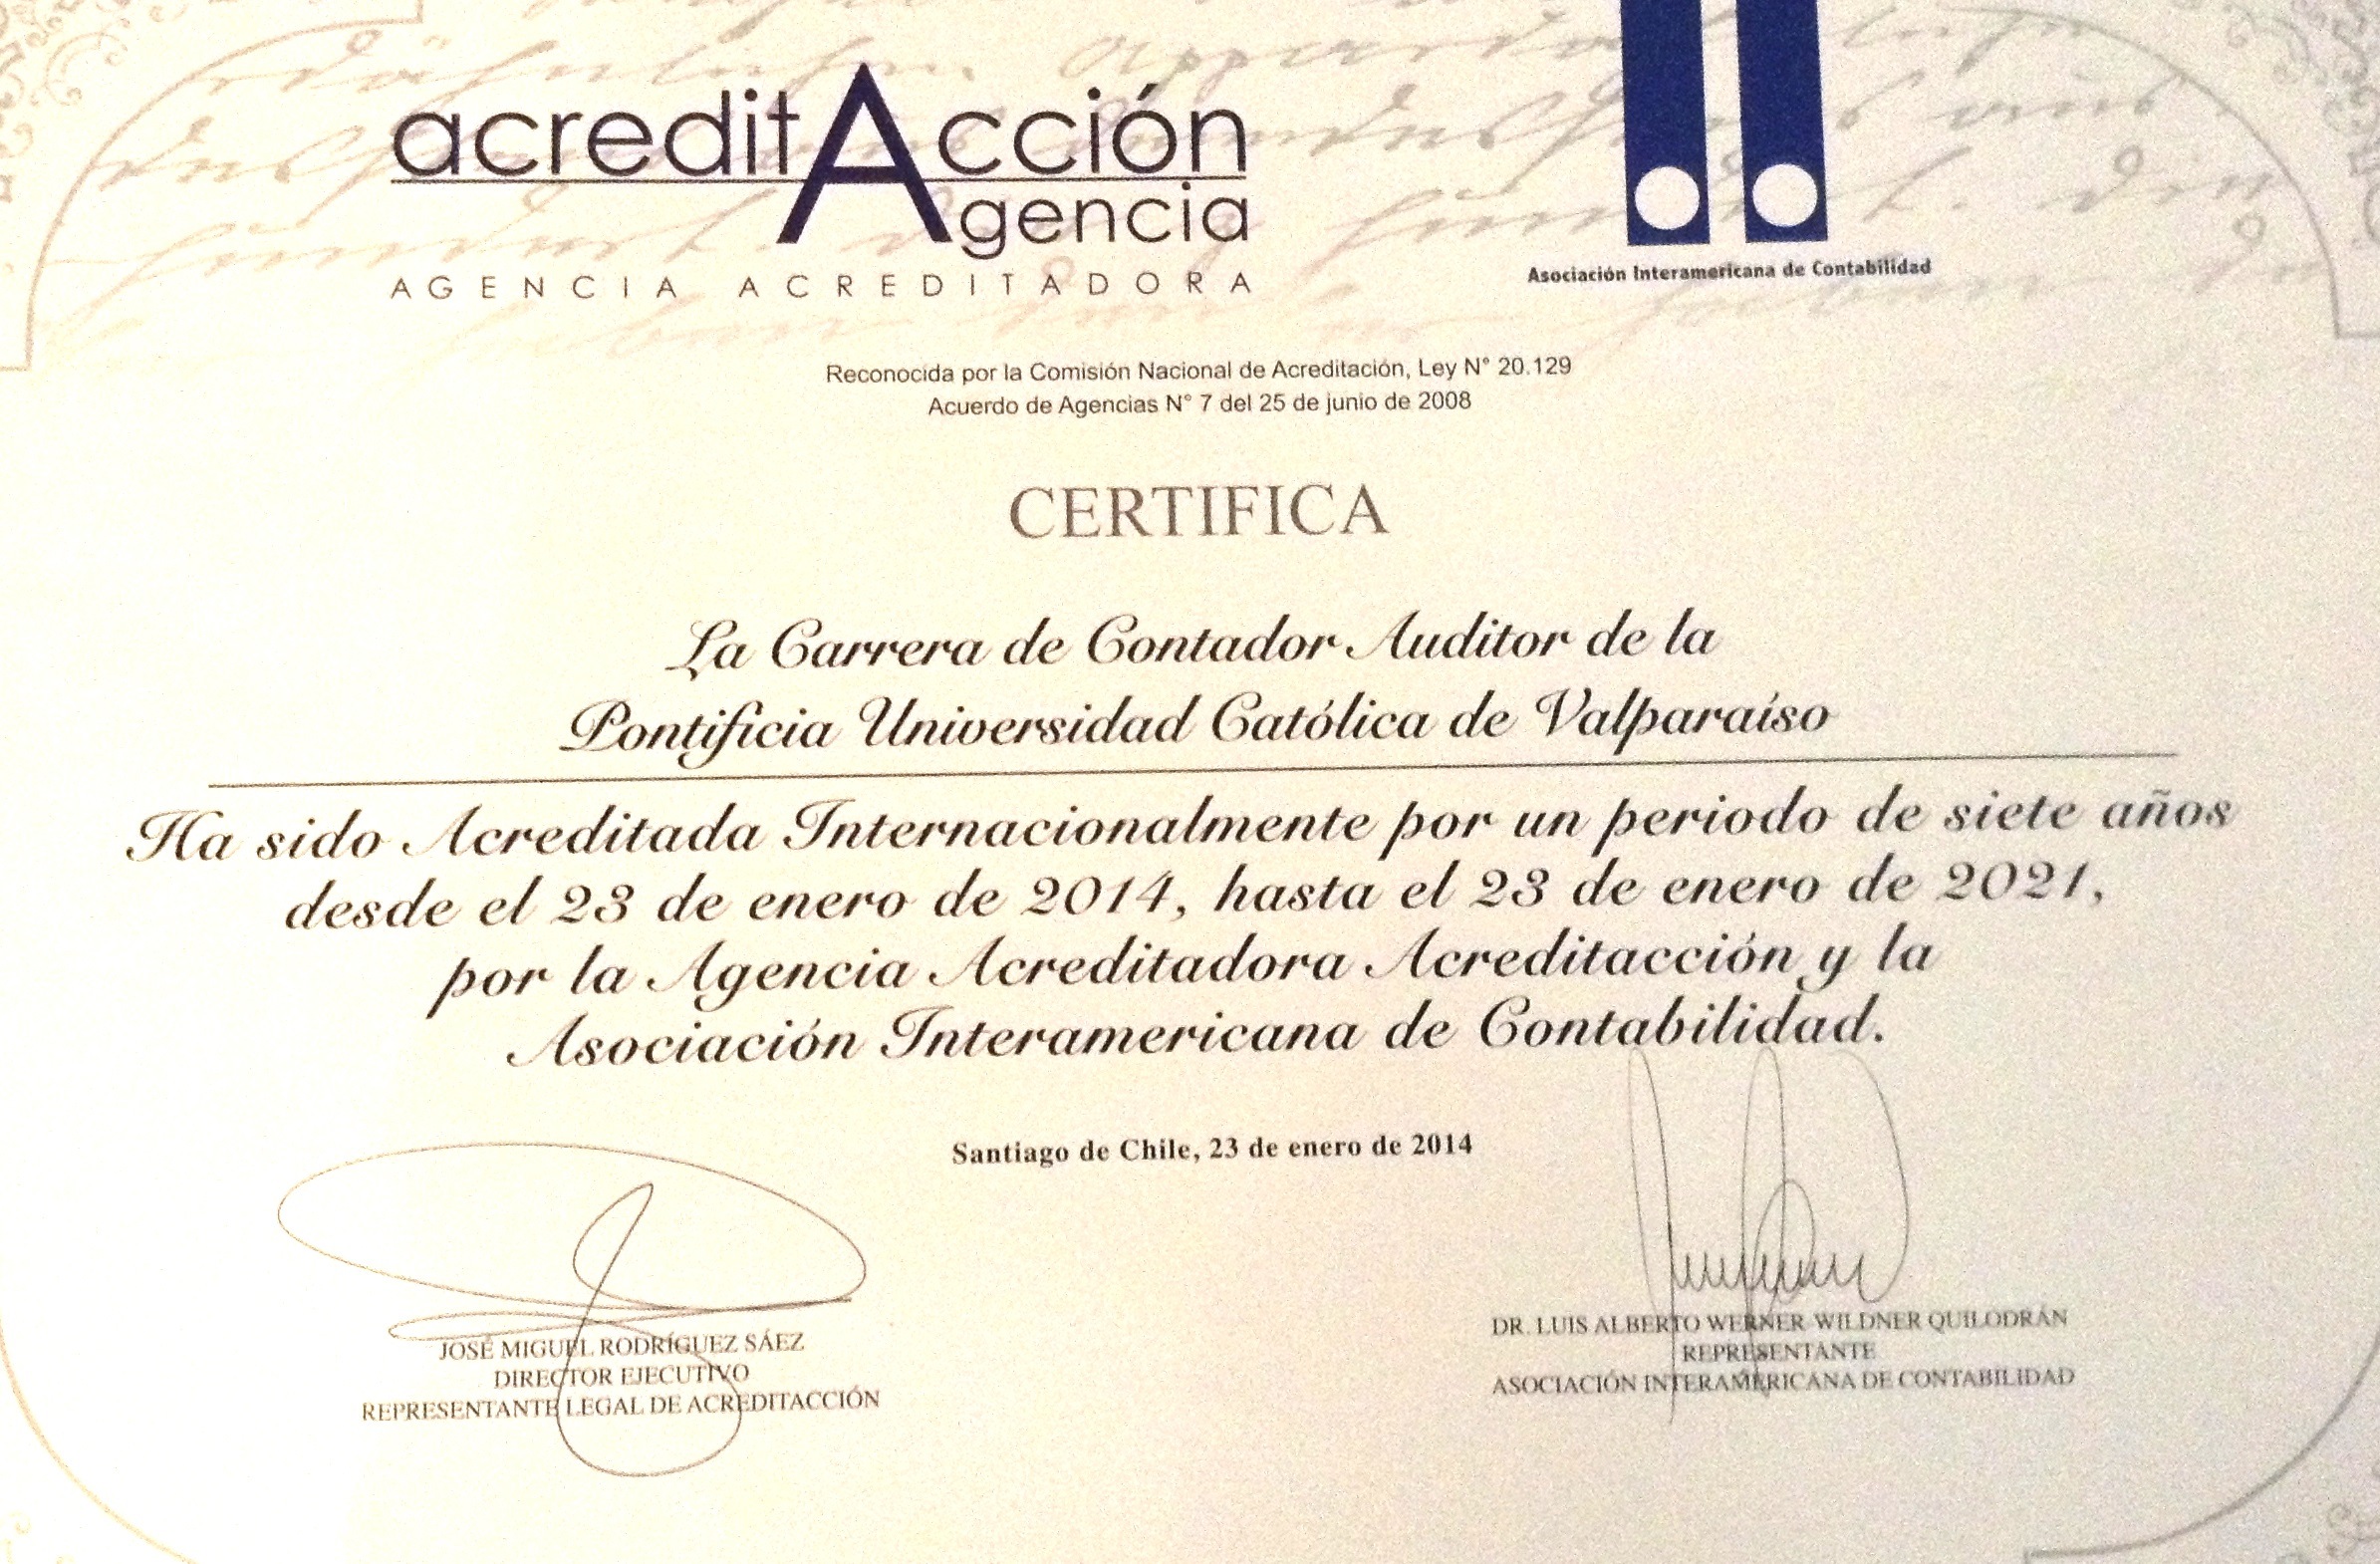 acreditAcción
Agencia
AGENCIA ACREDITADORA
Asociación Interamericana de Contabilidad
Reconocida por la Comisión Nacional de Acreditación, Ley N° 20.129
Acuerdo de Agencias N° 7 del 25 de junio de 2008
CERTIFICA
La Carrera de Contador Auditor de la
Pontificia Universidad Católica de Valparaíso
Ha sido Acreditada Internacionalmente por un periodo de siete años
desde el 23 de enero de 2014, hasta el 23 de enero de 2021,
por la Agencia Acreditadora Acreditacción y la
Asociación Interamericana de Contabilidad.
Santiago de Chile, 23 de enero de 2014
JOSÉ MIGUEL RODRÍGUEZ SÁEZ
DIRECTOR EJECUTIVO
REPRESENTANTE LEGAL DE ACREDITACCIÓN
DR. LUIS ALBERTO WERNER WILDNER QUILODRÁN
REPRESENTANTE
ASOCIACIÓN INTERAMERICANA DE CONTABILIDAD